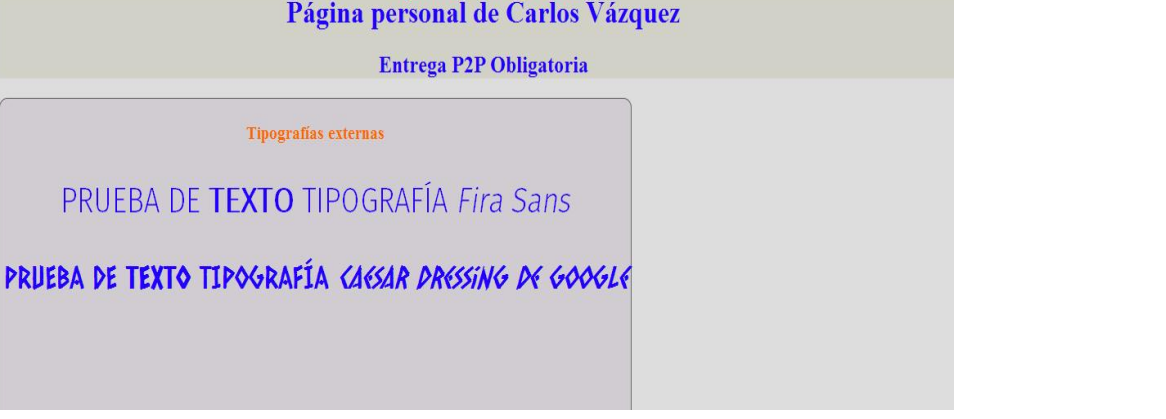 Página personal de Carlos Vázquez
Entrega P2P Obligatoria
Tipografías externas
PRUEBA DE TEXTO TIPOGRAFÍA Fira Sans
PRUEBA DE TEXTO TIPOGRAFÍA CAESAR DRESSiNG DE GOOGLE